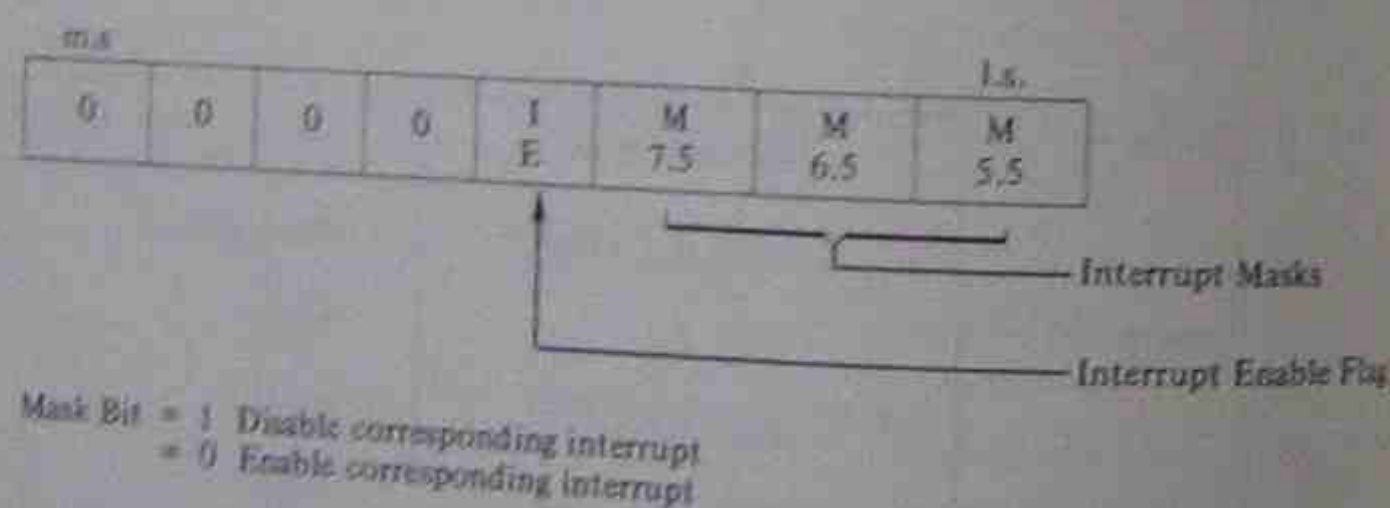 m.s
l.s.
0 0 0 0 I M M M
E 7.5 6.5 5.5
Interrupt Masks
Interrupt Enable Flag
Mask Bit = 1 Disable corresponding interrupt
= 0 Enable corresponding interrupt